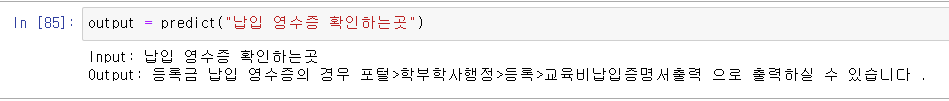 In [85]: output = predict("납입 영수증 확인하는곳")
Input: 납입 영수증 확인하는곳
Output: 등록금 납입 영수증의 경우 포털>학부학사행정>등록>교육비납입증명서출력 으로 출력하실 수 있습니다 .